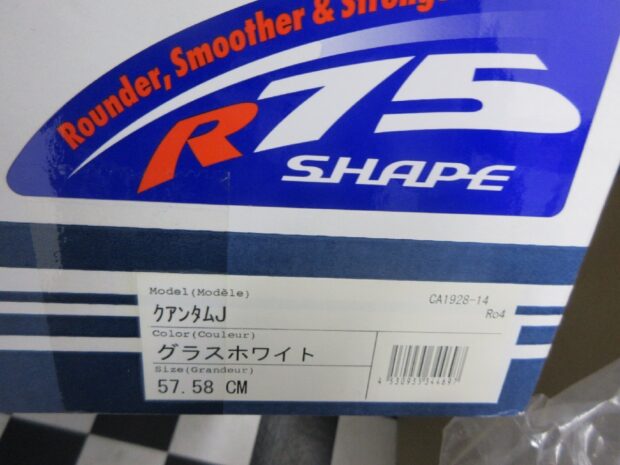 Rounder, Smoother &
R75
SHAPE
Model(Modèle)
CA1928-14
クアンタムJ
Ro4
Color(Couleur)
グラスホワイト
Size(Grandeur)
57.58 CM